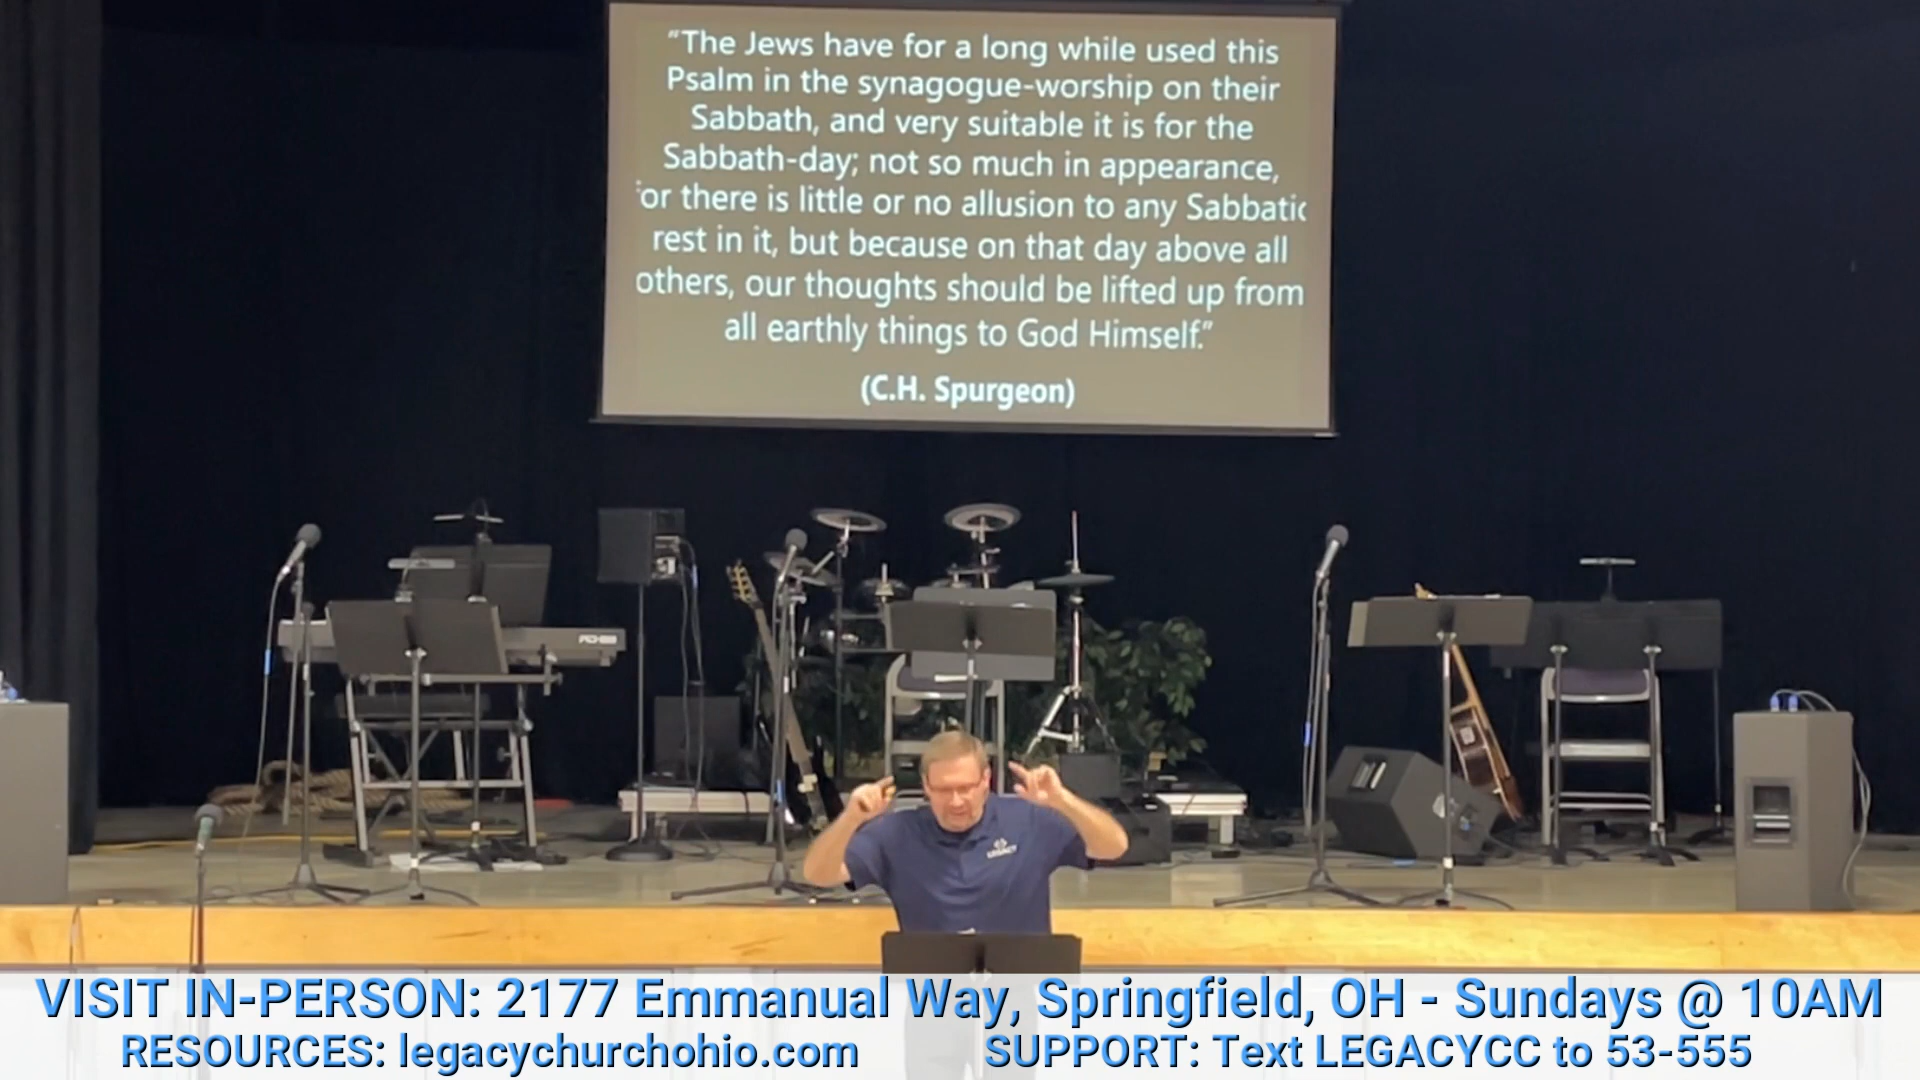 “The Jews have for a long while used this
Psalm in the synagogue-worship on their
Sabbath, and very suitable it is for the
Sabbath-day; not so much in appearance,
for there is little or no allusion to any Sabbatic
rest in it, but because on that day above all
others, our thoughts should be lifted up from
all earthly things to God Himself.”
(C.H. Spurgeon)
LEGACY
VISIT IN-PERSON: 2177 Emmanual Way, Springfield, OH - Sundays @ 10AM
RESOURCES: legacychurchohio.com
SUPPORT: Text LEGACYCC to 53-555